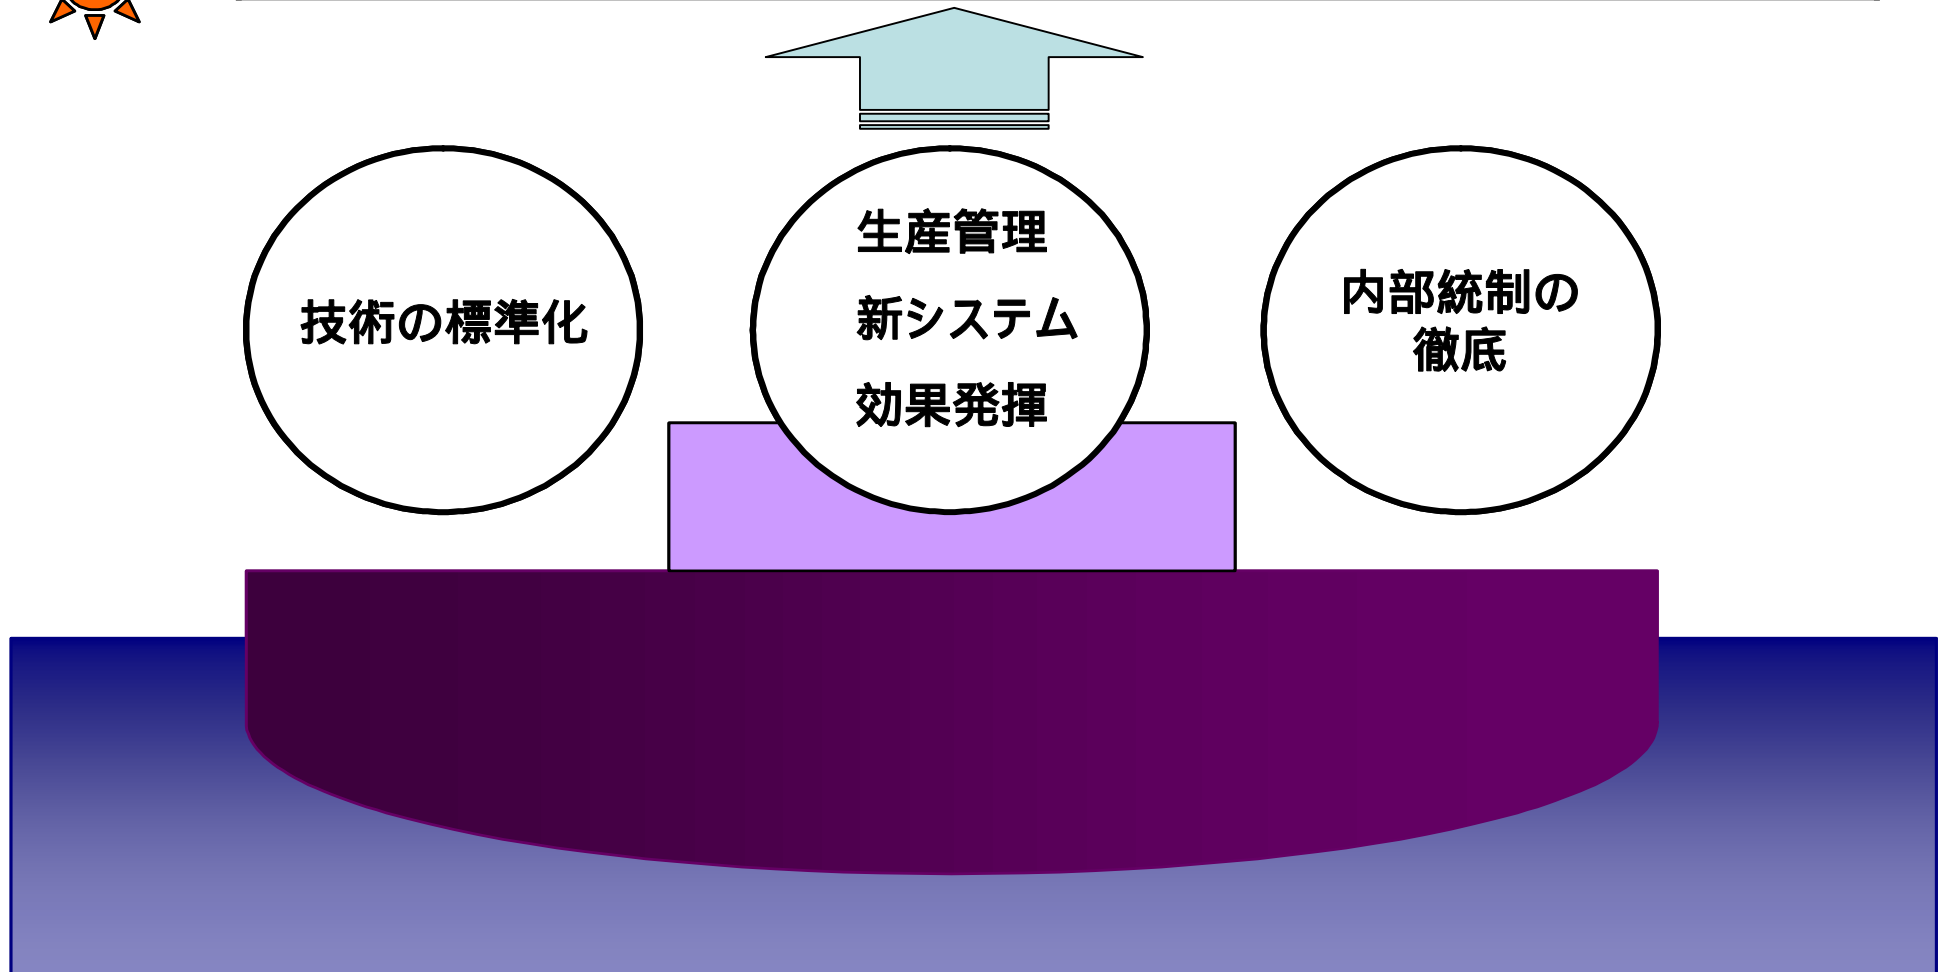 技術の標準化
生産管理
新システム
効果発揮
内部統制の
徹底